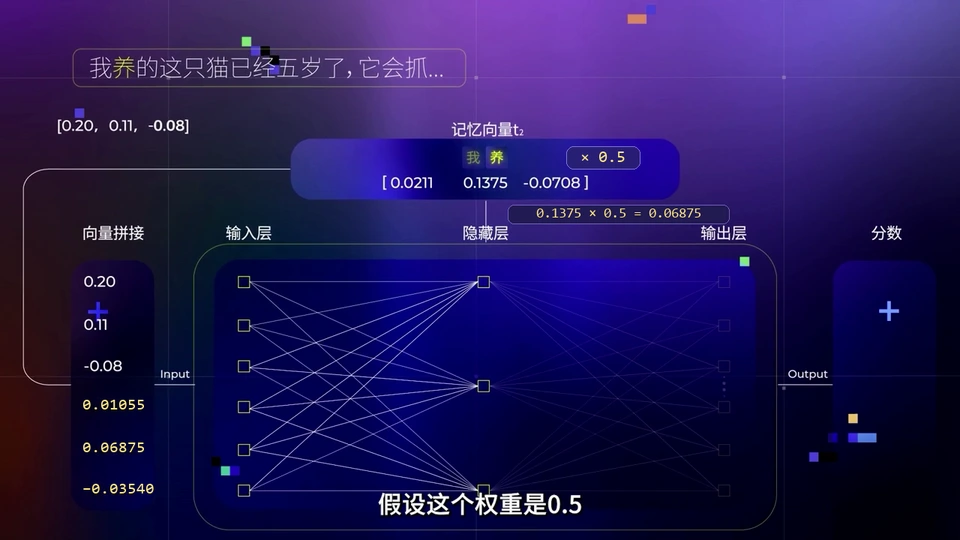 我养的这只猫已经五岁了，它会抓...
[0.20, 0.11, -0.08]
记忆向量t₂
我 养
× 0.5
[ 0.0211 0.1375 -0.0708 ]
0.1375 × 0.5 = 0.06875
向量拼接
输入层
隐藏层
输出层
分数
0.20
0.11
-0.08
0.01055
0.06875
-0.03540
Input
Output
假设这个权重是0.5